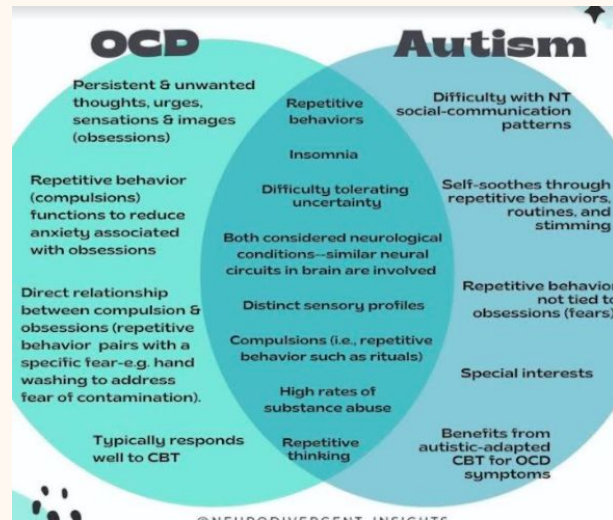 OCD
Autism
Persistent & unwanted
thoughts, urges,
sensations & images
(obsessions)
Repetitive behavior
(compulsions)
functions to reduce
anxiety associated
with obsessions
Direct relationship
between compulsion &
obsessions (repetitive
behavior pairs with a
specific fear-e.g. hand
washing to address
fear of contamination).
Typically responds
well to CBT
Repetitive
behaviors
Insomnia
Difficulty tolerating
uncertainty
Both considered neurological
conditions--similar neural
circuits in brain are involved
Distinct sensory profiles
Compulsions (i.e., repetitive
behavior such as rituals)
High rates of
substance abuse
Repetitive
thinking
Difficulty with NT
social-communication
patterns
Self-soothes through
repetitive behaviors,
routines, and
stimming
Repetitive behavior
not tied to
obsessions (fears)
Special interests
Benefits from
autistic-adapted
CBT for OCD
symptoms
@NEURODIVERGENT_INSIGHTS